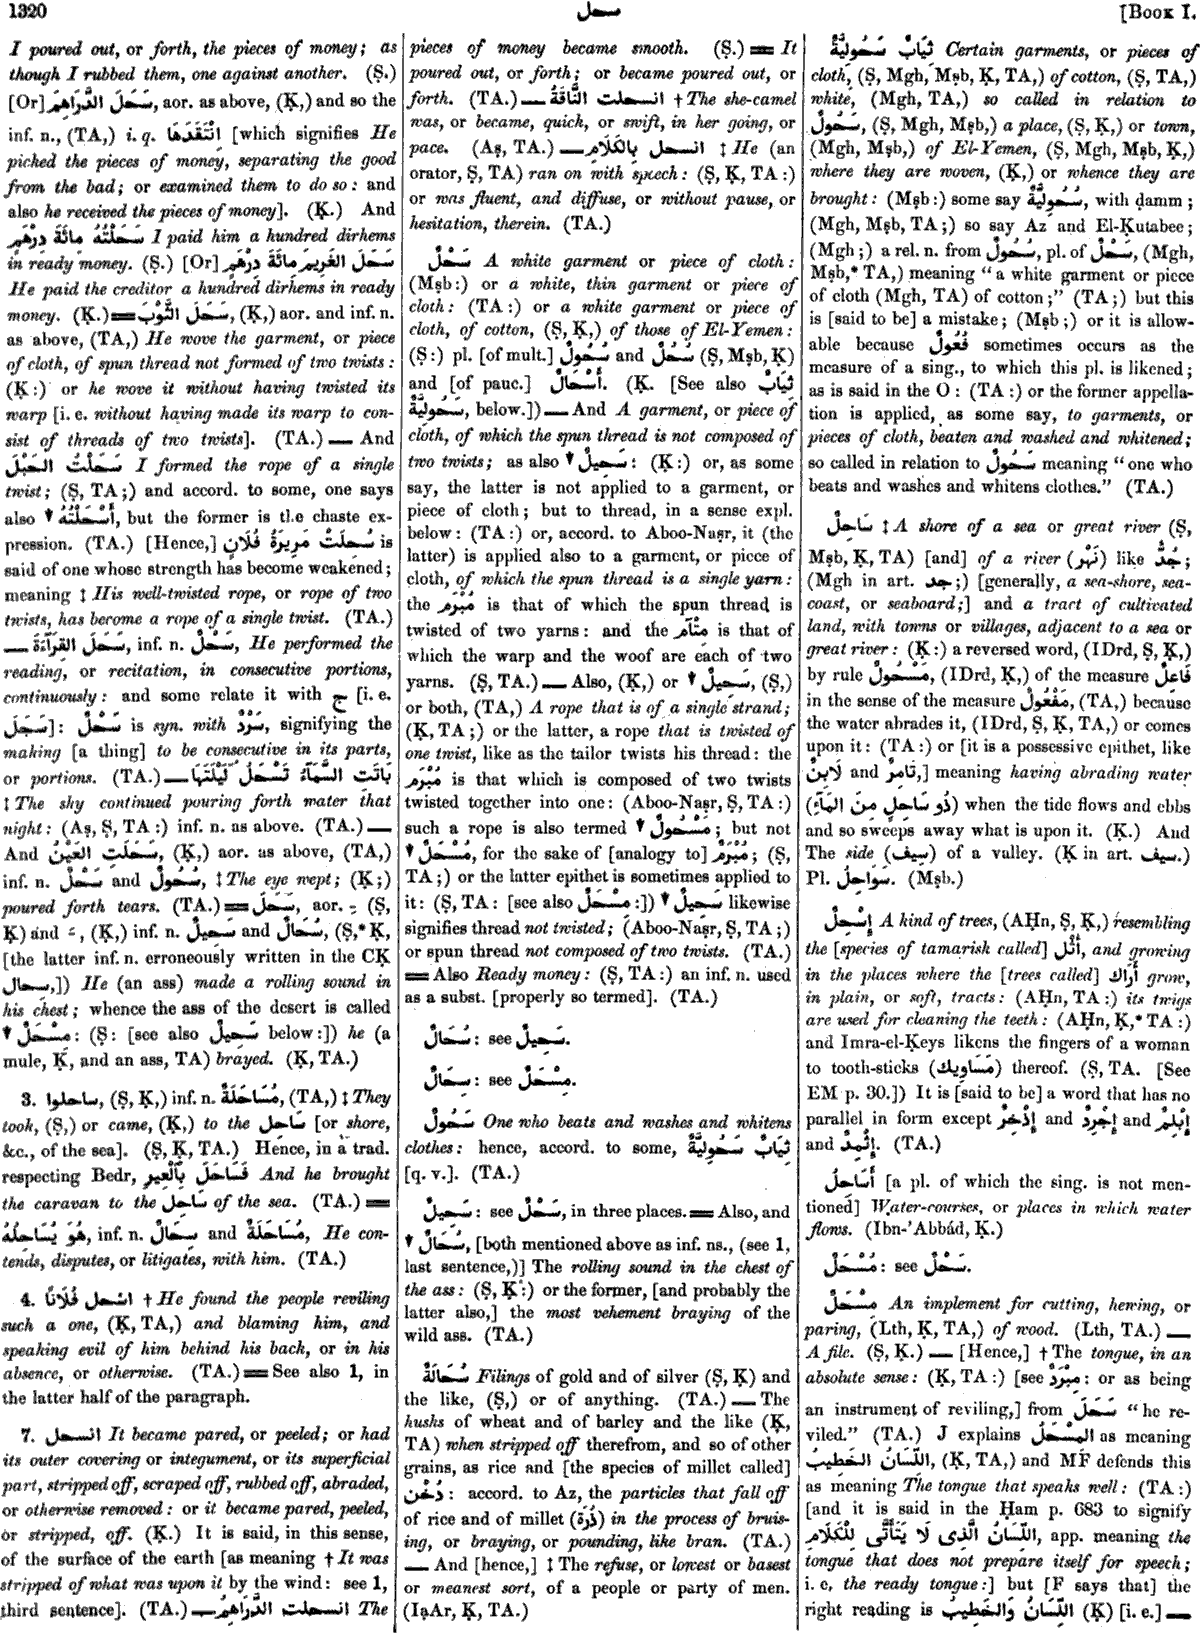 1320
سحل
[Book I.
I poured out, or forth, the pieces of money; as
though I rubbed them, one against another. (Ṣ.)
[Or] سَحَلَ الدَّرَاهِمَ, aor. as above, (Ḳ,) and so the
inf. n., (TA,) i. q. اِنْتَقَدَهَا [which signifies He
picked the pieces of money, separating the good
from the bad; or examined them to do so: and
also he received the pieces of money]. (Ḳ.) And
سَحَلْتُهُ مِائَةَ دِرْهَمٍ I paid him a hundred dirhems
in ready money. (Ṣ.) [Or] سَحَلَ الغَرِيمَ مِائَةَ دِرْهَمٍ
He paid the creditor a hundred dirhems in ready
money. (Ḳ.) ══ سَحَلَ الثَّوْبَ, (Ḳ,) aor. and inf. n.
as above, (TA,) He wove the garment, or piece
of cloth, of spun thread not formed of two twists:
(Ḳ:) or he wove it without having twisted its
warp [i. e. without having made its warp to con-
sist of threads of two twists]. (TA.) — And
سَحَلْتُ الحَبْلَ I formed the rope of a single
twist; (Ṣ, TA;) and accord. to some, one says
also ▼ أَسْحَلْتُهُ, but the former is the chaste ex-
pression. (TA.) [Hence,] سُحِلَتْ مَرِيرَةُ فُلَانٍ is
said of one whose strength has become weakened;
meaning ‡ His well-twisted rope, or rope of two
twists, has become a rope of a single twist. (TA.)
— سَحَلَ القِرَآءَةَ, inf. n. سَحْلٌ, He performed the
reading, or recitation, in consecutive portions,
continuously: and some relate it with ج [i. e.
سَجَلَ]: سَحْلٌ is syn. with سَرْدٌ, signifying the
making [a thing] to be consecutive in its parts,
or portions. (TA.) — بَاتَتِ السَّمَآءُ تَسْحَلُ لَيْلَتَهَا
‡ The sky continued pouring forth water that
night: (Aṣ, Ṣ, TA:) inf. n. as above. (TA.) —
And سَحَلَتِ العَيْنُ, (Ḳ,) aor. as above, (TA,)
inf. n. سَحْلٌ and سُحُولٌ, ‡ The eye wept; (Ḳ;)
poured forth tears. (TA.) ══ سَحَلَ, aor. ـِ, (Ṣ,
Ḳ) and ـَ, (Ḳ,) inf. n. سَحِيلٌ and سُحَالٌ, (Ṣ,* Ḳ,
[the latter inf. n. erroneously written in the CḲ
سحال,]) He (an ass) made a rolling sound in
his chest; whence the ass of the desert is called
▼ مِسْحَلٌ: (Ṣ: [see also سَحِيلٌ below:]) he (a
mule, Ḳ, and an ass, TA) brayed. (Ḳ, TA.)
3. ساحلوا, (Ṣ, Ḳ,) inf. n. مُسَاحَلَةٌ, (TA,) ‡ They
took, (Ṣ,) or came, (Ḳ,) to the سَاحِل [or shore,
&c., of the sea]. (Ṣ, Ḳ, TA.) Hence, in a trad.
respecting Bedr, فَسَاحَلَ بِٱلْعِيرِ And he brought
the caravan to the سَاحِل of the sea. (TA.) ══
هُوَ يُسَاحِلُهُ, inf. n. سِحَالٌ and مُسَاحَلَةٌ, He con-
tends, disputes, or litigates, with him. (TA.)
4. اسحل فُلَانًا † He found the people reviling
such a one, (Ḳ, TA,) and blaming him, and
speaking evil of him behind his back, or in his
absence, or otherwise. (TA.) ══ See also 1, in
the latter half of the paragraph.
7. انسحل It became pared, or peeled; or had
its outer covering or integument, or its superficial
part, stripped off, scraped off, rubbed off, abraded,
or otherwise removed: or it became pared, peeled,
or stripped, off. (Ḳ.) It is said, in this sense,
of the surface of the earth [as meaning † It was
stripped of what was upon it by the wind: see 1,
third sentence]. (TA.) — انسحلت الدَّرَاهِمُ The
pieces of money became smooth. (Ṣ.) ══ It
poured out, or forth; or became poured out, or
forth. (TA.) — انسحلت النَّاقَةُ † The she-camel
was, or became, quick, or swift, in her going, or
pace. (Aṣ, TA.) — انسحل بِالكَلَامِ ‡ He (an
orator, Ṣ, TA) ran on with speech: (Ṣ, Ḳ, TA:)
or was fluent, and diffuse, or without pause, or
hesitation, therein. (TA.)
سَحْلٌ A white garment or piece of cloth:
(Mṣb:) or a white, thin garment or piece of
cloth: (TA:) or a white garment or piece of
cloth, of cotton, (Ṣ, Ḳ,) of those of El-Yemen:
(Ṣ:) pl. [of mult.] سُحُولٌ and سُحُلٌ (Ṣ, Mṣb, Ḳ)
and [of pauc.] أَسْحَالٌ. (Ḳ. [See also ثِيَابٌ
سَحُولِيَّةٌ, below.]) — And A garment, or piece of
cloth, of which the spun thread is not composed of
two twists; as also ▼ سَحِيلٌ: (Ḳ:) or, as some
say, the latter is not applied to a garment, or
piece of cloth; but to thread, in a sense expl.
below: (TA:) or, accord. to Aboo-Naṣr, it (the
latter) is applied also to a garment, or piece of
cloth, of which the spun thread is a single yarn:
the مُبْرَم is that of which the spun thread is
twisted of two yarns: and the مِتْآم is that of
which the warp and the woof are each of two
yarns. (Ṣ, TA.) — Also, (Ḳ,) or ▼ سَحِيلٌ, (Ṣ,)
or both, (TA,) A rope that is of a single strand;
(Ḳ, TA;) or the latter, a rope that is twisted of
one twist, like as the tailor twists his thread: the
مُبْرَم is that which is composed of two twists
twisted together into one: (Aboo-Naṣr, Ṣ, TA:)
such a rope is also termed ▼ مَسْحُولٌ; but not
▼ مُسْحَلٌ, for the sake of [analogy to] مُبْرَمٌ; (Ṣ,
TA;) or the latter epithet is sometimes applied to
it: (Ṣ, TA: [see also مِسْحَلٌ:]) ▼ سَحِيلٌ likewise
signifies thread not twisted; (Aboo-Naṣr, Ṣ, TA;)
or spun thread not composed of two twists. (TA.)
══ Also Ready money: (Ṣ, TA:) an inf. n. used
as a subst. [properly so termed]. (TA.)
سُحَالٌ: see سَحِيلٌ.
سِحَالٌ: see مِسْحَلٌ.
سَحُولٌ One who beats and washes and whitens
clothes: hence, accord. to some, ثِيَابٌ سَحُولِيَّةٌ
[q. v.]. (TA.)
سَحِيلٌ: see سَحْلٌ, in three places. ══ Also, and
▼ سُحَالٌ, [both mentioned above as inf. ns., (see 1,
last sentence,)] The rolling sound in the chest of
the ass: (Ṣ, Ḳ:) or the former, [and probably the
latter also,] the most vehement braying of the
wild ass. (TA.)
سُحَالَةٌ Filings of gold and of silver (Ṣ, Ḳ) and
the like, (Ṣ,) or of anything. (TA.) — The
husks of wheat and of barley and the like (Ḳ,
TA) when stripped off therefrom, and so of other
grains, as rice and [the species of millet called]
دُخْن: accord. to Az, the particles that fall off
of rice and of millet (ذُرَة) in the process of bruis-
ing, or braying, or pounding, like bran. (TA.)
— And [hence,] ‡ The refuse, or lowest or basest
or meanest sort, of a people or party of men.
(IaAr, Ḳ, TA.)
ثِيَابٌ سَحُولِيَّةٌ Certain garments, or pieces of
cloth, (Ṣ, Mgh, Mṣb, Ḳ, TA,) of cotton, (Ṣ, TA,)
white, (Mgh, TA,) so called in relation to
سَحُولٌ, (Ṣ, Mgh, Mṣb,) a place, (Ṣ, Ḳ,) or town,
(Mgh, Mṣb,) of El-Yemen, (Ṣ, Mgh, Mṣb, Ḳ,)
where they are woven, (Ḳ,) or whence they are
brought: (Mṣb:) some say سُحُولِيَّةٌ, with damm;
(Mgh, Mṣb, TA;) so say Az and El-Ḳutabee;
(Mgh;) a rel. n. from سُحُولٌ, pl. of سَحْلٌ, (Mgh,
Mṣb,* TA,) meaning “a white garment or piece
of cloth (Mgh, TA) of cotton;” (TA;) but this
is [said to be] a mistake; (Mṣb;) or it is allow-
able because فُعُولٌ sometimes occurs as the
measure of a sing., to which this pl. is likened;
as is said in the O: (TA:) or the former appella-
tion is applied, as some say, to garments, or
pieces of cloth, beaten and washed and whitened;
so called in relation to سَحُولٌ meaning “one who
beats and washes and whitens clothes.” (TA.)
سَاحِلٌ ‡ A shore of a sea or great river (Ṣ,
Mṣb, Ḳ, TA) [and] of a river (نَهْر) like جُدٌّ;
(Mgh in art. جد;) [generally, a sea-shore, sea-
coast, or seaboard;] and a tract of cultivated
land, with towns or villages, adjacent to a sea or
great river: (Ḳ:) a reversed word, (IDrd, Ṣ, Ḳ,)
by rule مَسْحُولٌ, (IDrd, Ḳ,) of the measure فَاعِلٌ
in the sense of the measure مَفْعُولٌ, (TA,) because
the water abrades it, (IDrd, Ṣ, Ḳ, TA,) or comes
upon it: (TA:) or [it is a possessive epithet, like
لَابِنٌ and تَامِرٌ,] meaning having abrading water
(ذُو سَاحِلٍ مِنَ المَآءِ) when the tide flows and ebbs
and so sweeps away what is upon it. (Ḳ.) And
The side (سِيف) of a valley. (Ḳ in art. سيف.)
Pl. سَوَاحِلُ. (Mṣb.)
إِسْحِلٌ A kind of trees, (AḤn, Ṣ, Ḳ,) resembling
the [species of tamarisk called] أَثْل, and growing
in the places where the [trees called] أَرَاك grow,
in plain, or soft, tracts: (AḤn, TA:) its twigs
are used for cleaning the teeth: (AḤn, Ḳ,* TA:)
and Imra-el-Ḳeys likens the fingers of a woman
to tooth-sticks (مَسَاوِيك) thereof. (Ṣ, TA. [See
EM p. 30.]) It is [said to be] a word that has no
parallel in form except إِذْخِرٌ and إِجْرِدٌ and إِبْلِمٌ
and إِثْمِدٌ. (TA.)
أَسَاحِلُ [a pl. of which the sing. is not men-
tioned] Water-courses, or places in which water
flows. (Ibn-’Abbád, Ḳ.)
مُسْحَلٌ: see سَحْلٌ.
مِسْحَلٌ An implement for cutting, hewing, or
paring, (Lth, Ḳ, TA,) of wood. (Lth, TA.) —
A file. (Ṣ, Ḳ.) — [Hence,] † The tongue, in an
absolute sense: (Ḳ, TA:) [see مِبْرَدٌ: or as being
an instrument of reviling,] from سَحَلَ “he re-
viled.” (TA.) J explains المِسْحَلُ as meaning
اللِّسَانُ الخَطِيبُ, (Ḳ, TA,) and MF defends this
as meaning The tongue that speaks well: (TA:)
[and it is said in the Ḥam p. 683 to signify
اللِّسَانُ الَّذِى لَا يَتَأَتَّى لِلْكَلَامِ, app. meaning the
tongue that does not prepare itself for speech;
i. e. the ready tongue:] but [F says that] the
right reading is اللِّسَانُ وَالخَطِيبُ (Ḳ) [i. e.] —